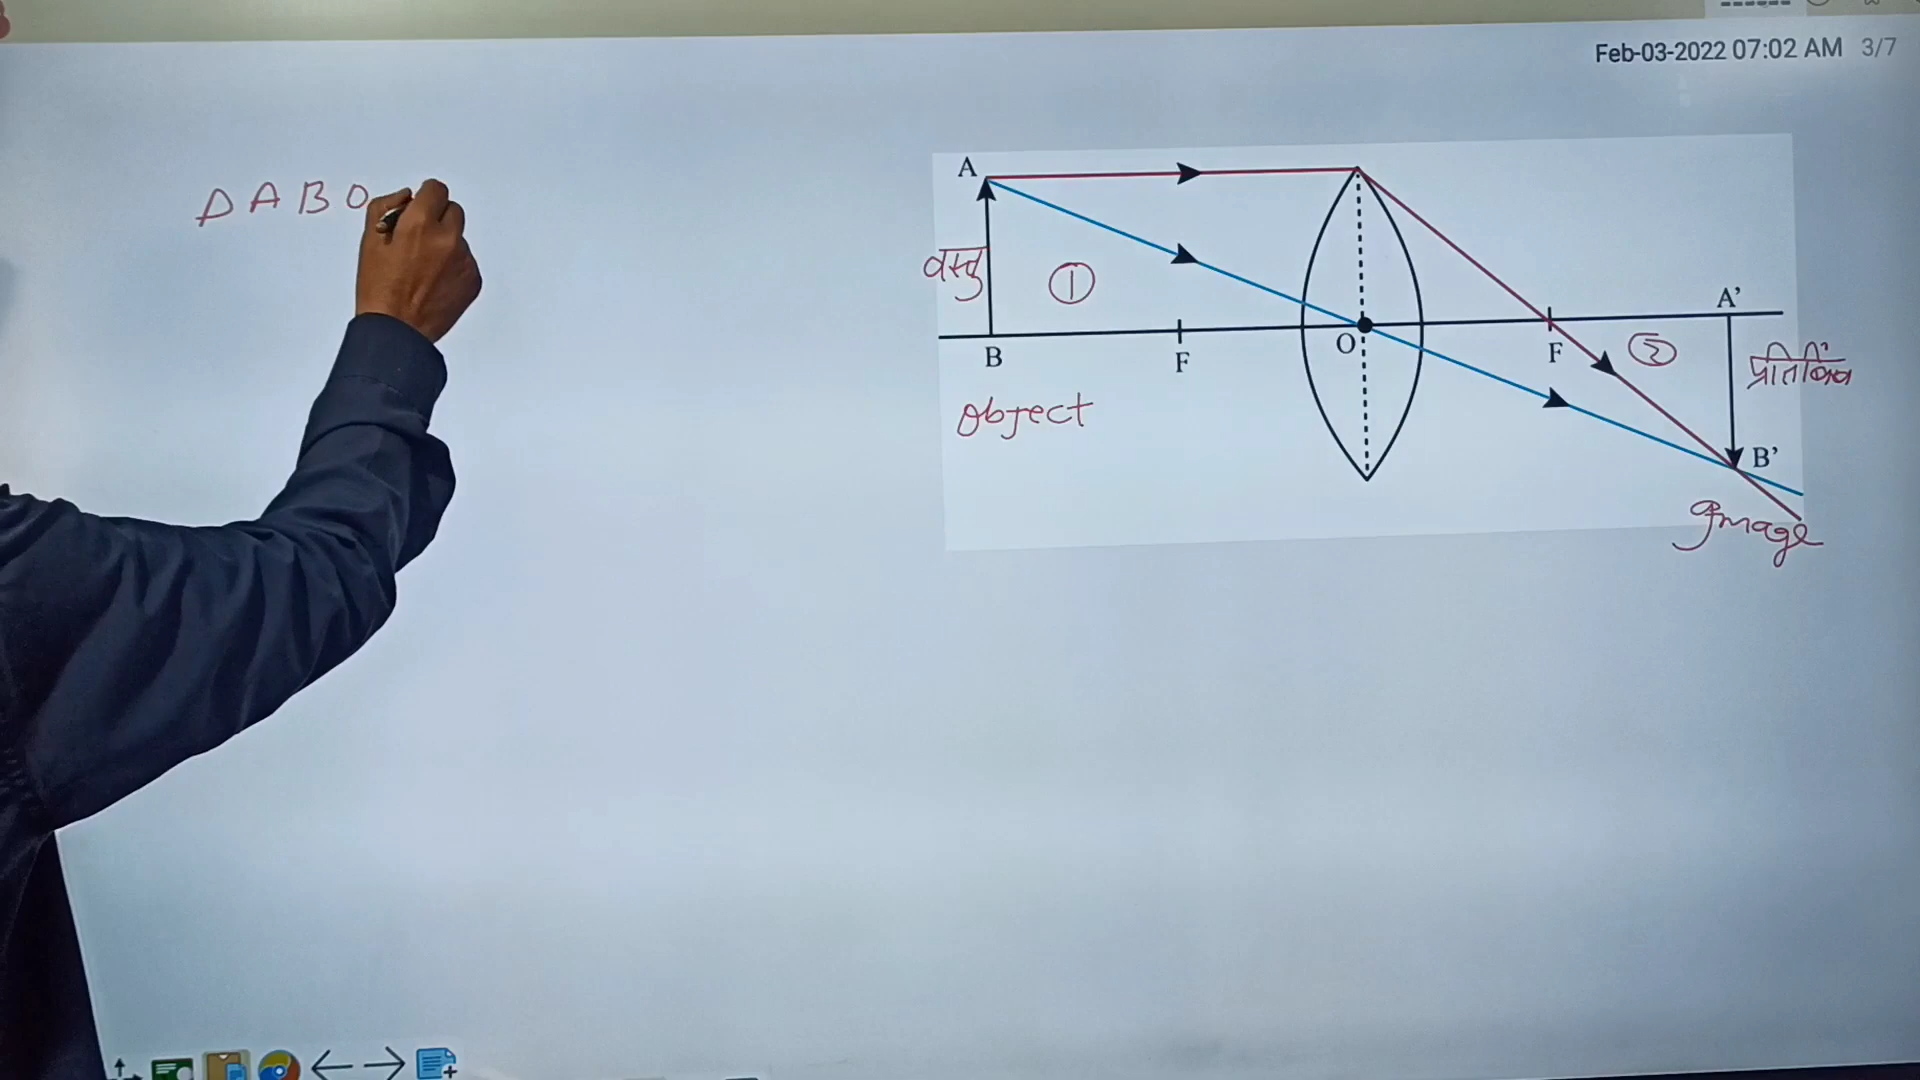 Feb-03-2022 07:02 AM 3/7
Δ A B O
A
वस्तु
①
A'
B
F
O
F
②
प्रतिबिंब
object
B'
Image